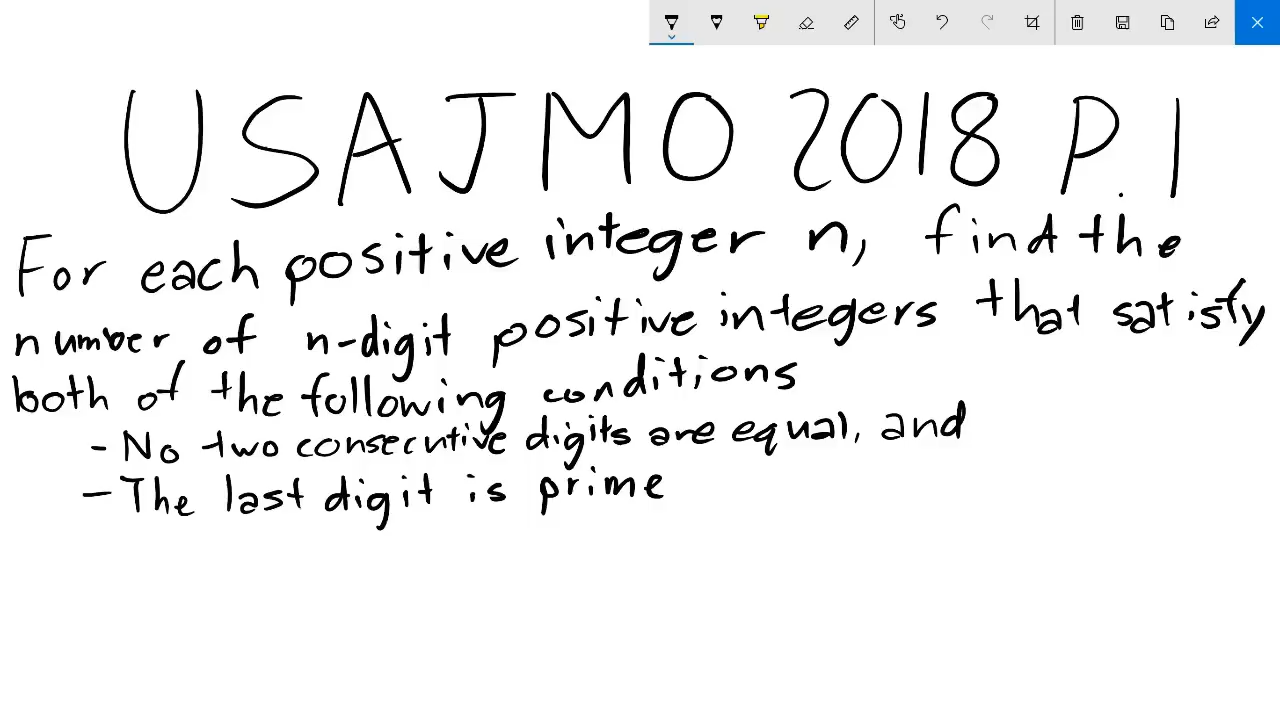 USAJMO 2018 P.1
For each positive integer n, find the
number of n-digit positive integers that satisfy
both of the following conditions
- No two consecutive digits are equal, and
- The last digit is prime